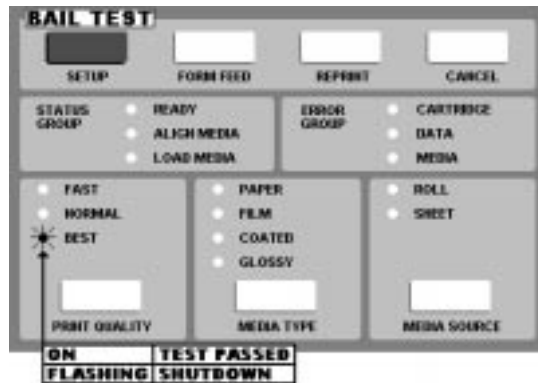 BAIL TEST
SETUP FORM FEED REPRINT CANCEL
STATUS GROUP
READY
ALIGN MEDIA
LOAD MEDIA
ERROR GROUP
CARTRIDGE
DATA
MEDIA
FAST
NORMAL
BEST
PRINT QUALITY
PAPER
FILM
COATED
GLOSSY
MEDIA TYPE
ROLL
SHEET
MEDIA SOURCE
ON TEST PASSED
FLASHING SHUTDOWN